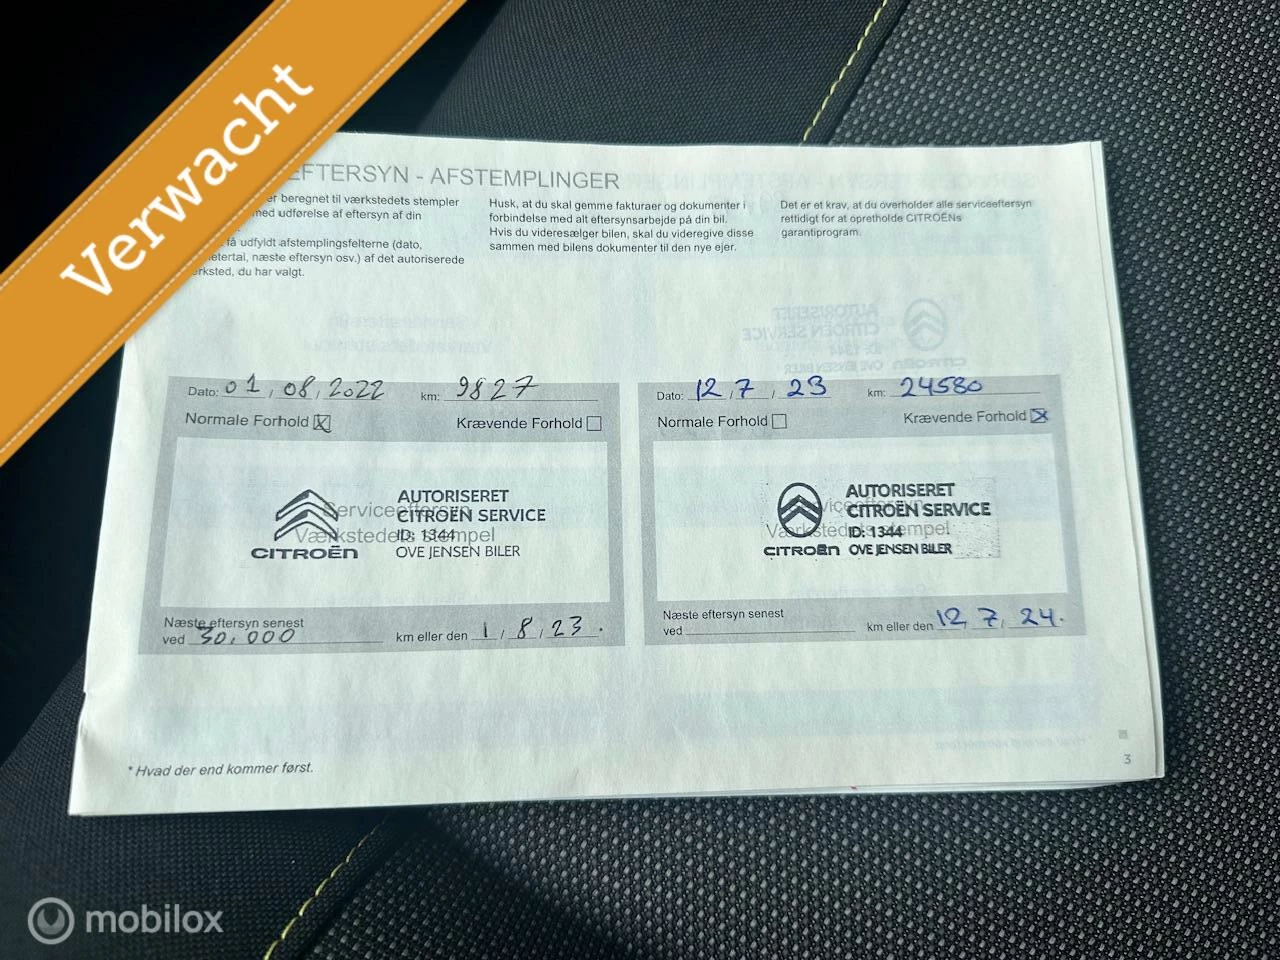 Verwacht
EFTERSYN - AFSTEMPLINGER
er beregnet til værkstedets stempler
med udførelse af eftersyn af din
få udfyldt afstemplingsfelterne (dato,
etertal, næste eftersyn osv.) af det autoriserede
rksted, du har valgt.
Husk, at du skal gemme fakturaer og dokumenter i
forbindelse med alt eftersynsarbejde på din bil.
Hvis du videresælger bilen, skal du videregive disse
sammen med bilens dokumenter til den nye ejer.
Det er et krav, at du overholder alle serviceeftersyn
rettidigt for at opretholde CITROËNs
garantiprogram.
Dato: 01, 08, 2022 km: 9827
Normale Forhold Krævende Forhold
Serviceeftersyn
Værkstedets stempel
CITROËN
AUTORISERET
CITROËN SERVICE
ID: 1344
OVE JENSEN BILER
Næste eftersyn senest
ved 30.000 km eller den 1, 8, 23.
Dato: 12, 7, 23 km: 24580
Normale Forhold Krævende Forhold
Værkstedets stempel
CITROËN
AUTORISERET
CITROËN SERVICE
ID: 1344
OVE JENSEN BILER
Næste eftersyn senest
ved km eller den 12, 7, 24.
* Hvad der end kommer først.
3
mobilox